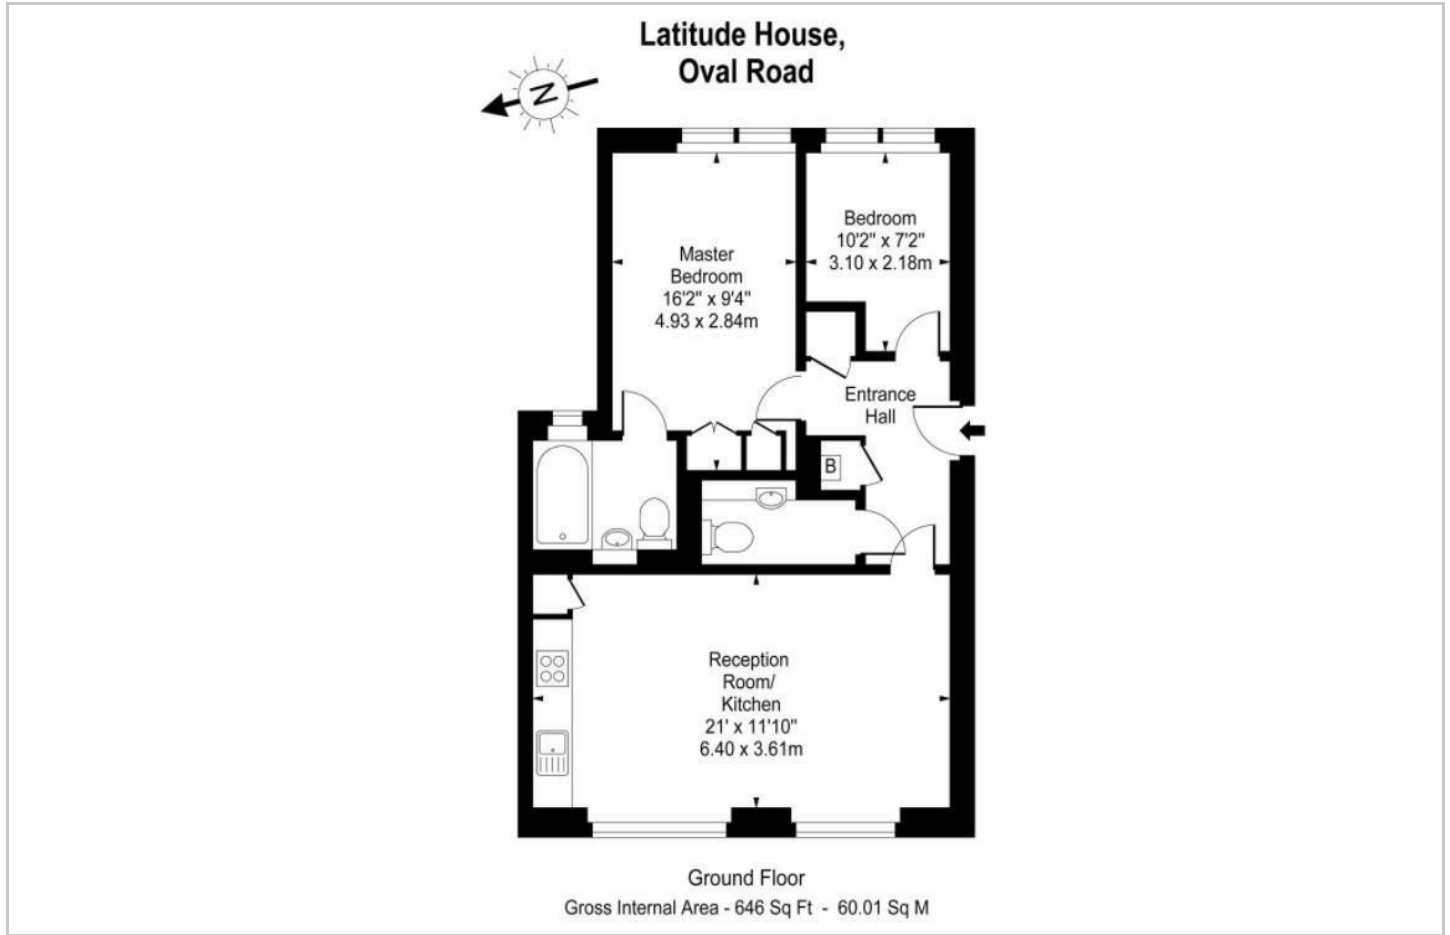 Latitude House,
Oval Road
N
Bedroom
10'2" x 7'2"
3.10 x 2.18m
Master
Bedroom
16'2" x 9'4"
4.93 x 2.84m
Entrance
Hall
B
Reception
Room/
Kitchen
21' x 11'10"
6.40 x 3.61m
Ground Floor
Gross Internal Area - 646 Sq Ft - 60.01 Sq M